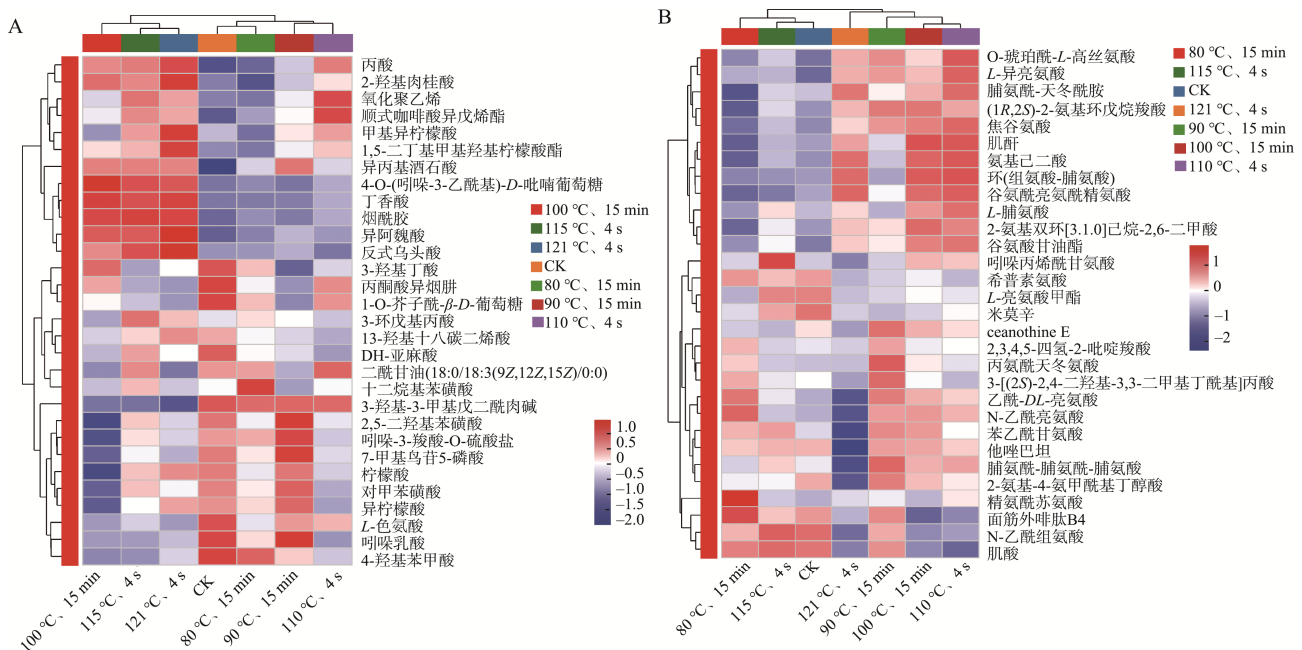 A
丙酸
2-羟基肉桂酸
氧化聚乙烯
顺式咖啡酸异戊烯酯
甲基异柠檬酸
1,5-二丁基甲基羟基柠檬酸酯
异丙基酒石酸
4-O-(吲哚-3-乙酰基)-D-吡喃葡萄糖
丁香酸
烟酰胺
异阿魏酸
反式乌头酸
3-羟基丁酸
丙酮酸异烟肼
1-O-芥子酰-β-D-葡萄糖
3-环戊基丙酸
13-羟基十八碳二烯酸
DH-亚麻酸
二酰甘油(18:0/18:3(9Z,12Z,15Z)/0:0)
十二烷基苯磺酸
3-羟基-3-甲基戊二酰肉碱
2,5-二羟基苯磺酸
吲哚-3-羧酸-O-硫酸盐
7-甲基鸟苷5-磷酸
柠檬酸
对甲苯磺酸
异柠檬酸
L-色氨酸
吲哚乳酸
4-羟基苯甲酸
100 ℃、15 min
115 ℃、4 s
121 ℃、4 s
CK
80 ℃、15 min
90 ℃、15 min
110 ℃、4 s
1.0
0.5
0
−0.5
−1.0
−1.5
−2.0
100 ℃、15 min
115 ℃、4 s
121 ℃、4 s
CK
80 ℃、15 min
90 ℃、15 min
110 ℃、4 s
B
O-琥珀酰-L-高丝氨酸
L-异亮氨酸
脯氨酰-天冬酰胺
(1R,2S)-2-氨基环戊烷羧酸
焦谷氨酸
肌酐
氨基己二酸
环(组氨酸-脯氨酸)
谷氨酰亮氨酰精氨酸
L-脯氨酸
2-氨基双环[3.1.0]己烷-2,6-二甲酸
谷氨酸甘油酯
吲哚丙烯酰甘氨酸
希普素氨酸
L-亮氨酸甲酯
米莫辛
ceanothine E
2,3,4,5-四氢-2-吡啶羧酸
丙氨酰天冬氨酸
3-[(2S)-2,4-二羟基-3,3-二甲基丁酰基]丙酸
乙酰-DL-亮氨酸
N-乙酰亮氨酸
苯乙酰甘氨酸
他唑巴坦
脯氨酸-脯氨酰-脯氨酸
2-氨基-4-氨甲酰基丁醇酸
精氨酰苏氨酸
面筋外啡肽B4
N-乙酰组氨酸
肌酸
80 ℃、15 min
115 ℃、4 s
CK
121 ℃、4 s
90 ℃、15 min
100 ℃、15 min
110 ℃、4 s
1
0
−1
−2
80 ℃、15 min
115 ℃、4 s
CK
121 ℃、4 s
90 ℃、15 min
100 ℃、15 min
110 ℃、4 s